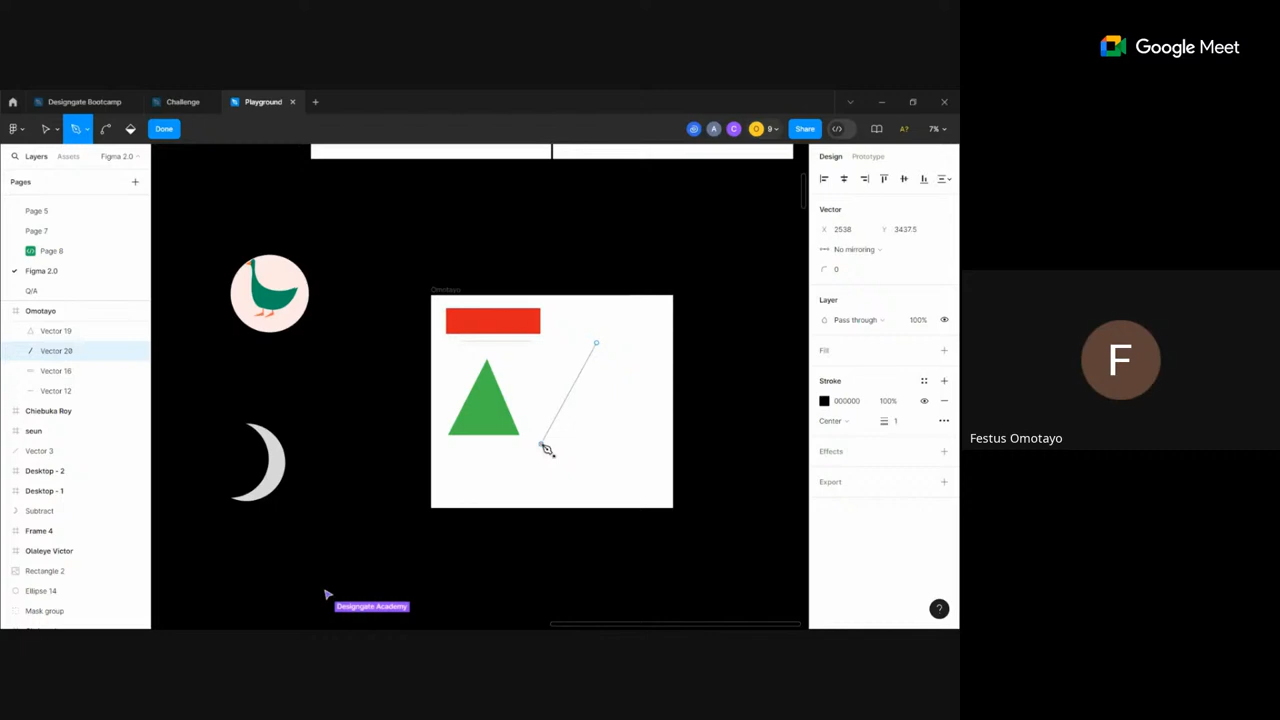 Google Meet
Designgate Bootcamp
Challenge
Playground
Done
A
C
O
9
Share
A?
7%
Layers
Assets
Figma 2.0
Design
Prototype
Pages
Page 5
Page 7
Page 8
Figma 2.0
Q/A
Omotayo
Vector 19
Vector 20
Vector 16
Vector 12
Chiebuka Roy
seun
Vector 3
Desktop - 2
Desktop - 1
Subtract
Frame 4
Olaleye Victor
Rectangle 2
Ellipse 14
Mask group
Omotayo
Designgate Academy
Vector
X 2538 Y 3437.5
No mirroring
0
Layer
Pass through 100%
Fill
Stroke
000000 100%
Center 1
Effects
Export
?
F
Festus Omotayo